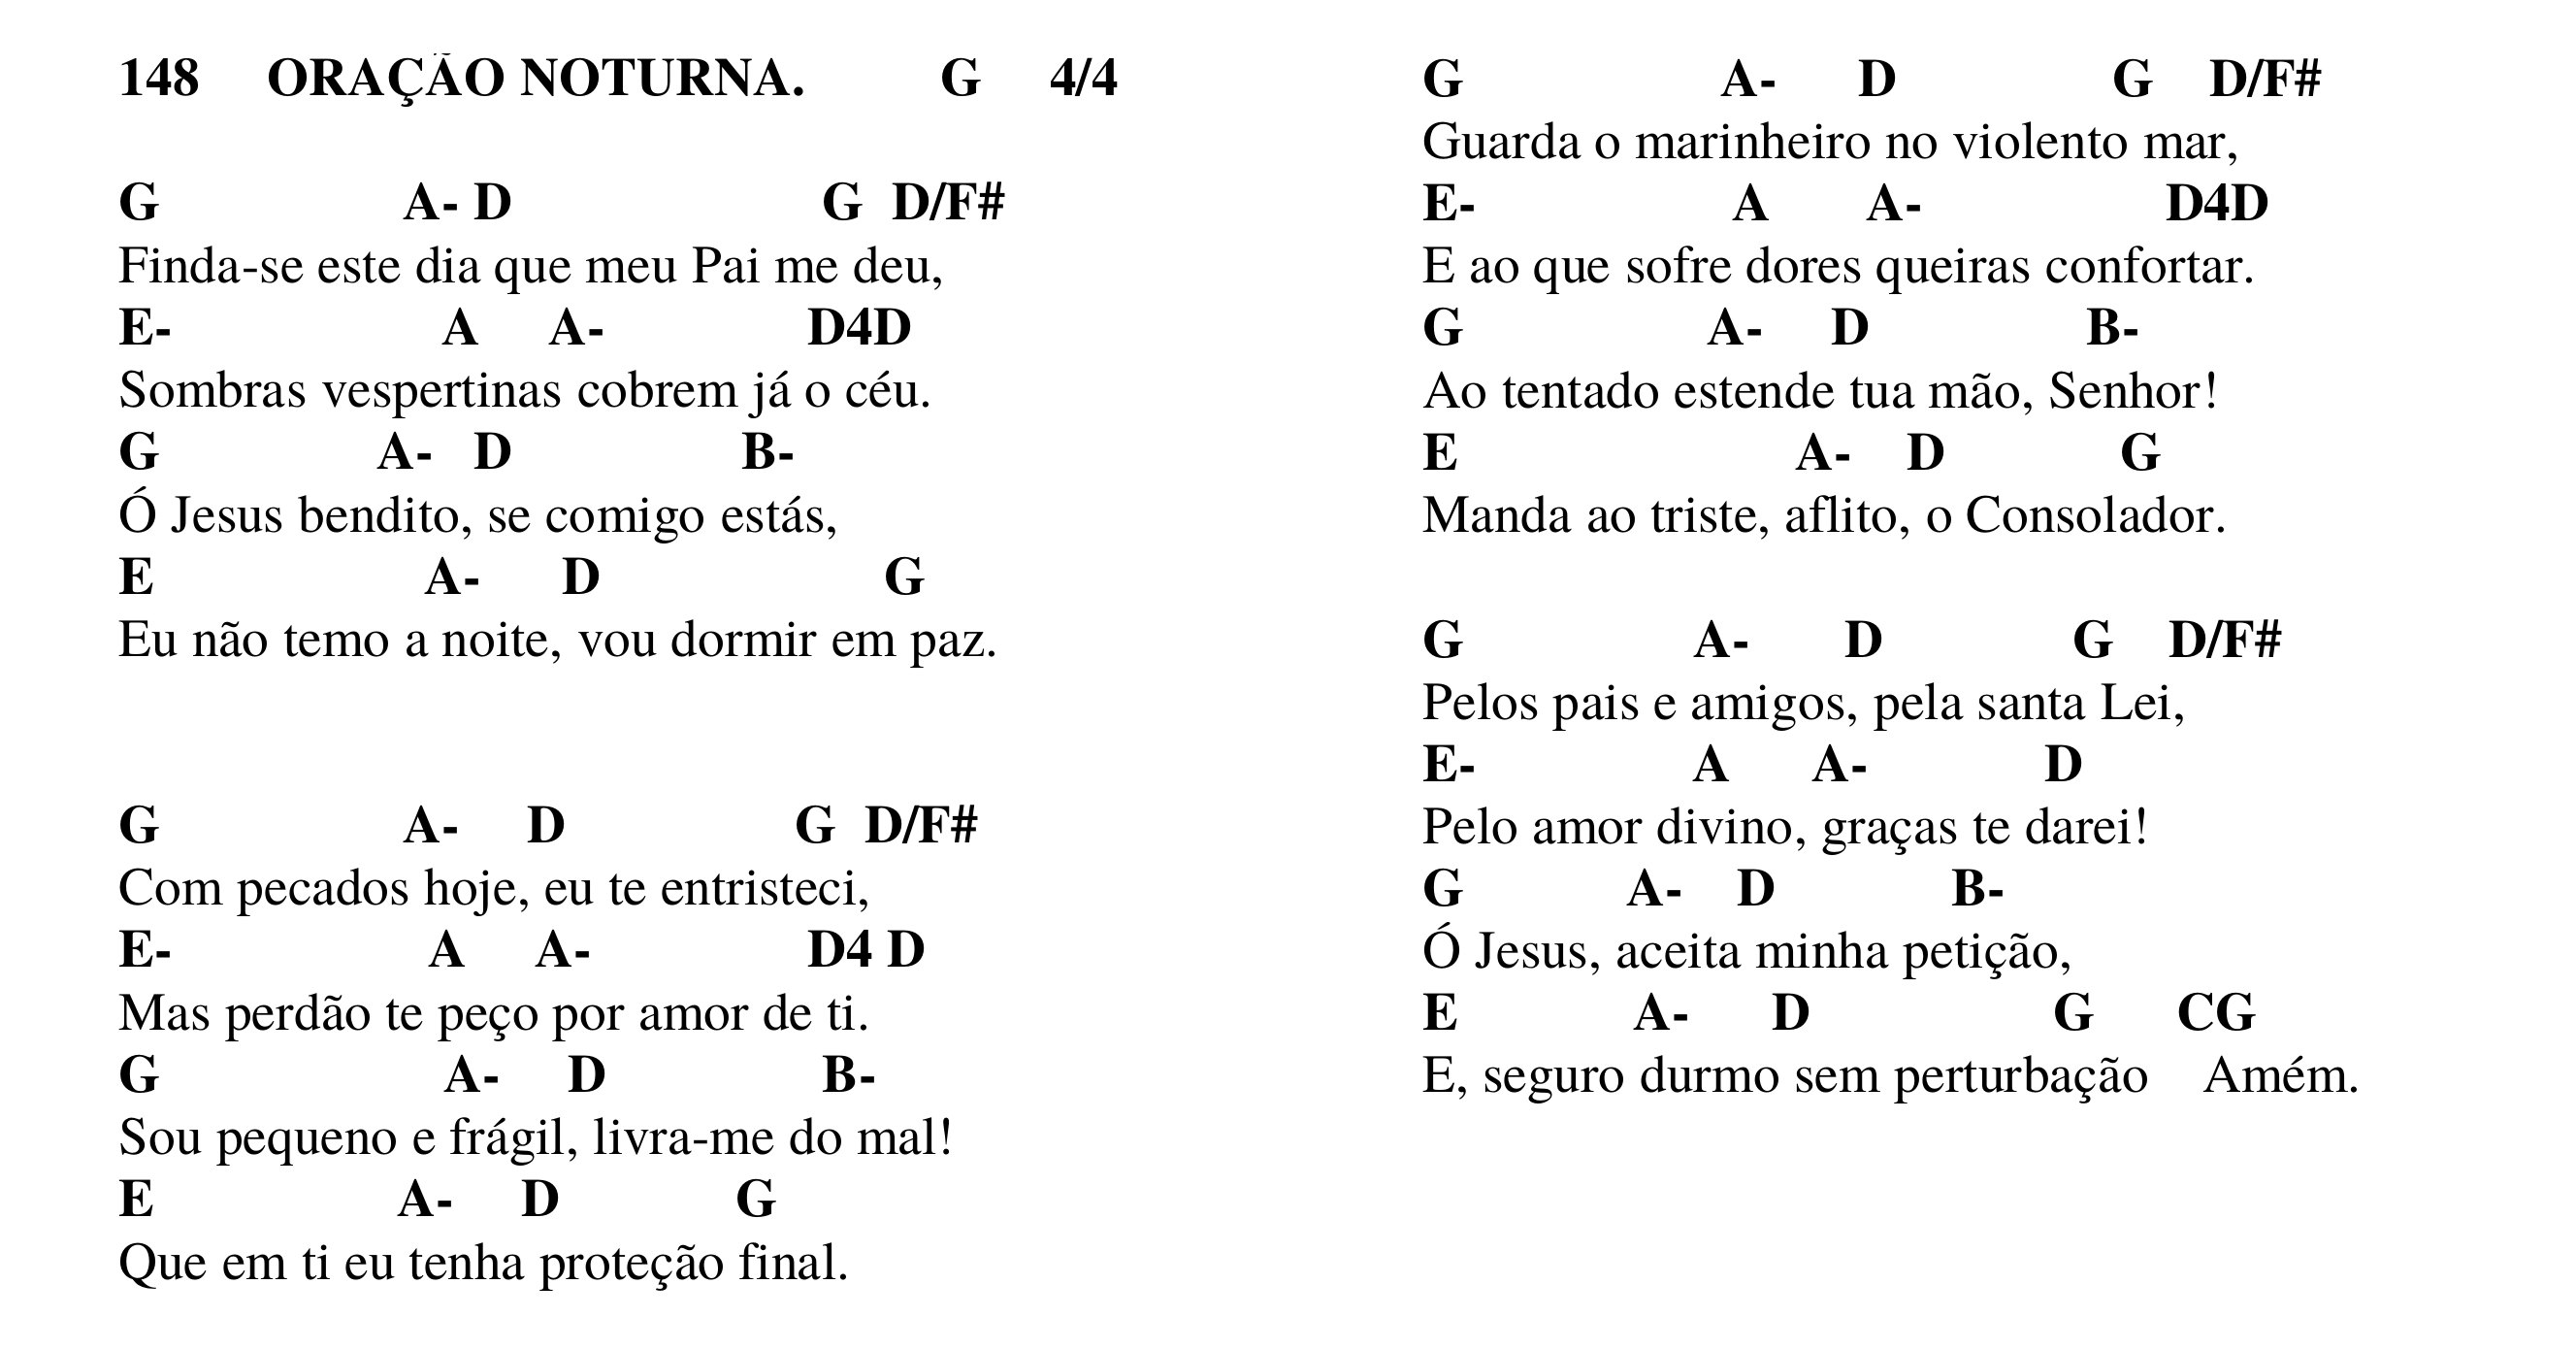 148 ORAÇÃO NOTURNA. G 4/4
G A- D G D/F#
Finda-se este dia que meu Pai me deu,
E- A A- D4D
Sombras vespertinas cobrem já o céu.
G A- D B-
Ó Jesus bendito, se comigo estás,
E A- D G
Eu não temo a noite, vou dormir em paz.
G A- D G D/F#
Com pecados hoje, eu te entristeci,
E- A A- D4 D
Mas perdão te peço por amor de ti.
G A- D B-
Sou pequeno e frágil, livra-me do mal!
E A- D G
Que em ti eu tenha proteção final.
G A- D G D/F#
Guarda o marinheiro no violento mar,
E- A A- D4D
E ao que sofre dores queiras confortar.
G A- D B-
Ao tentado estende tua mão, Senhor!
E A- D G
Manda ao triste, aflito, o Consolador.
G A- D G D/F#
Pelos pais e amigos, pela santa Lei,
E- A A- D
Pelo amor divino, graças te darei!
G A- D B-
Ó Jesus, aceita minha petição,
E A- D G CG
E, seguro durmo sem perturbação Amém.